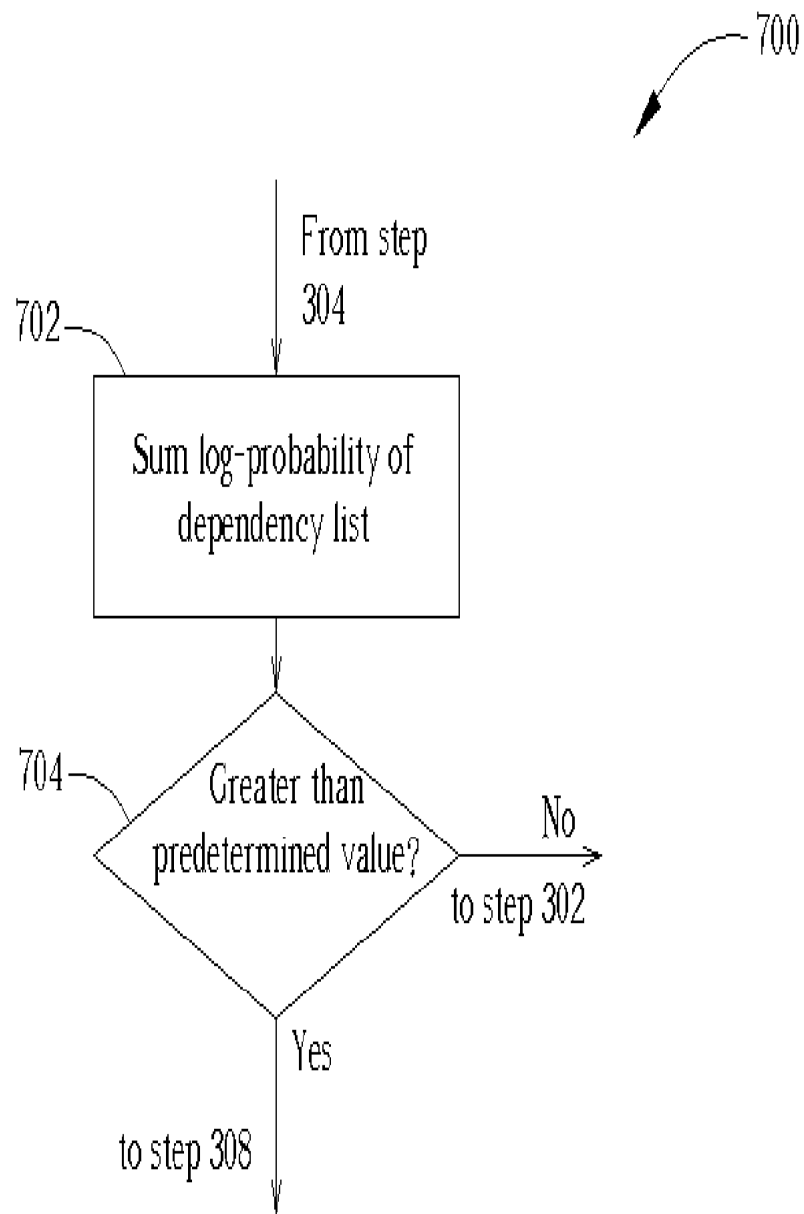 700
From step
304
702
Sum log-probability of
dependency list
704
Greater than
predetermined value?
No
to step 302
Yes
to step 308